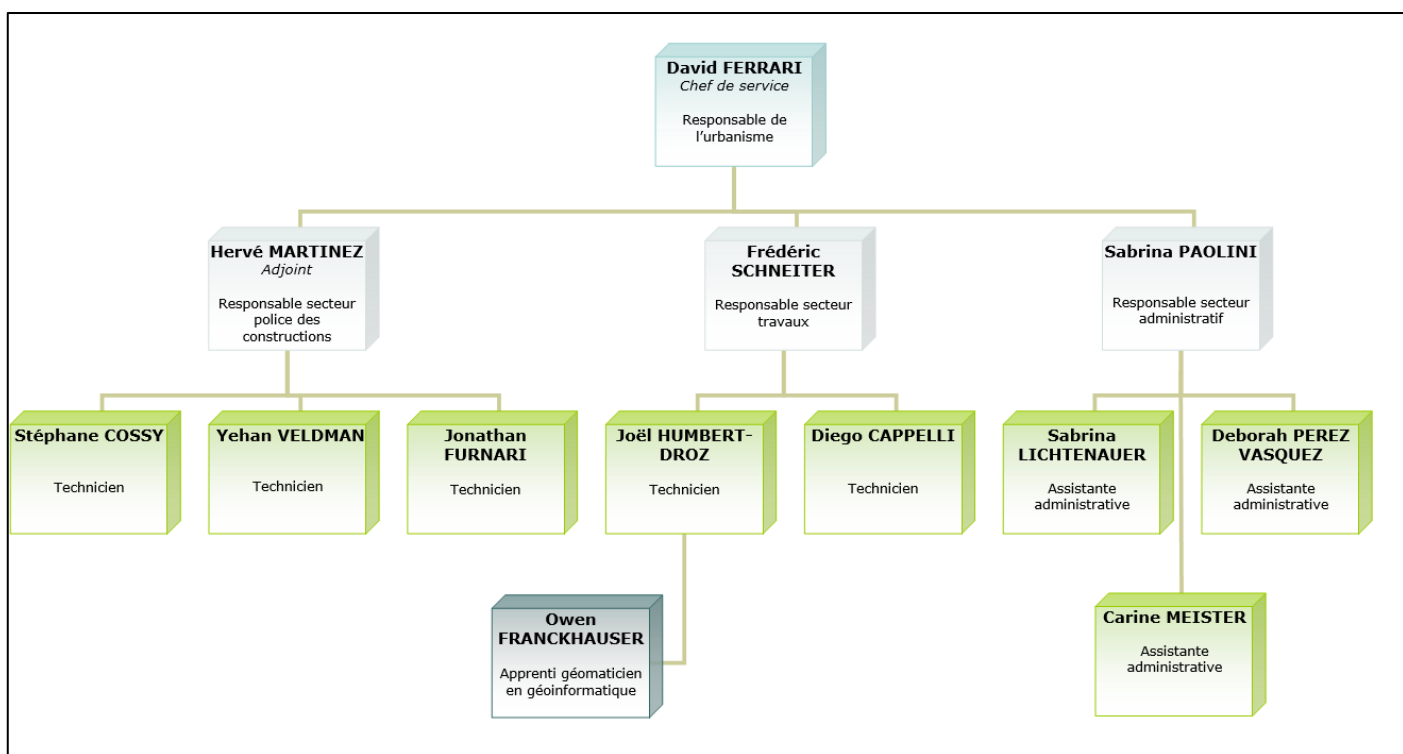 David FERRARI
Chef de service
Responsable de
l'urbanisme
Hervé MARTINEZ
Adjoint
Responsable secteur
police des
constructions
Frédéric
SCHNEITER
Responsable secteur
travaux
Sabrina PAOLINI
Responsable secteur
administratif
Stéphane COSSY
Technicien
Yehan VELDMAN
Technicien
Jonathan
FURNARI
Technicien
Joël HUMBERT-
DROZ
Technicien
Diego CAPPELLI
Technicien
Sabrina
LICHTENAUER
Assistante
administrative
Deborah PEREZ
VASQUEZ
Assistante
administrative
Owen
FRANCKHAUSER
Apprenti géomaticien
en géoinformatique
Carine MEISTER
Assistante
administrative